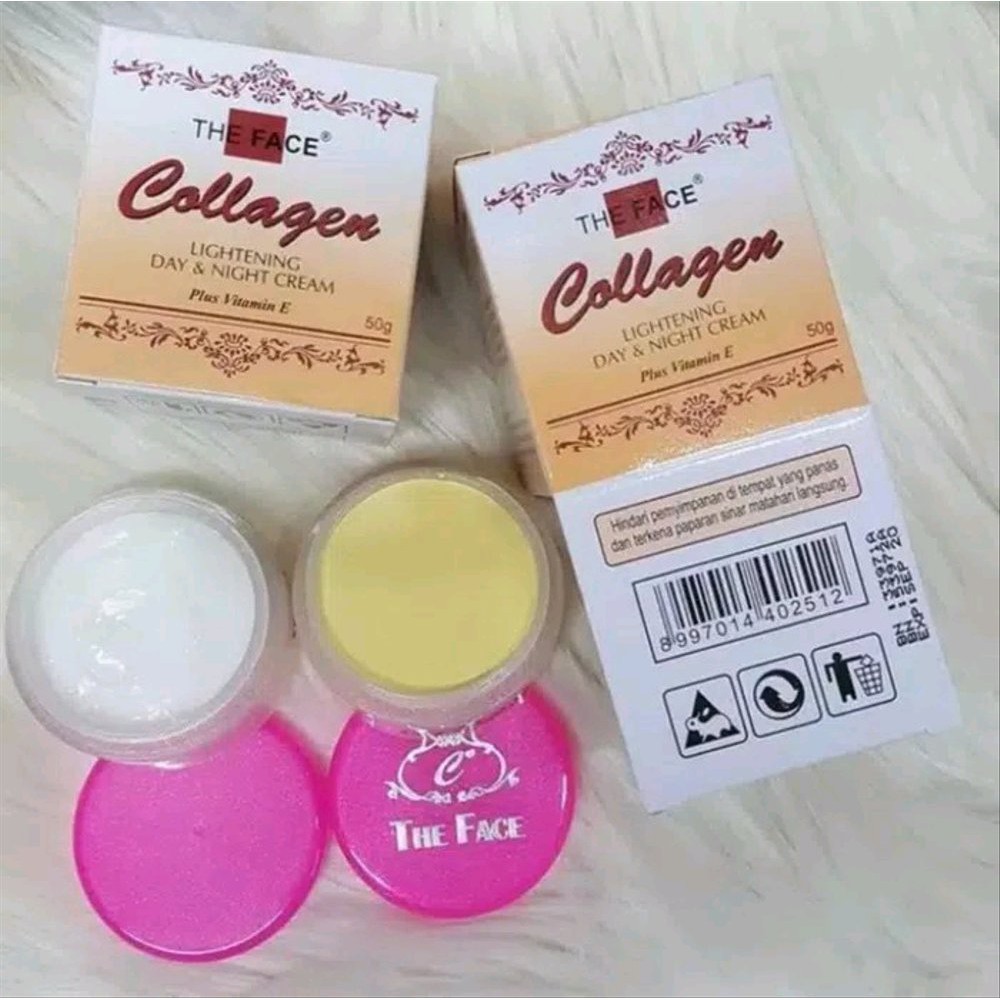 THE FACE®
Collagen
LIGHTENING
DAY & NIGHT CREAM
Plus Vitamin E
50g
THE FACE®
Collagen
LIGHTENING
DAY & NIGHT CREAM
Plus Vitamin E
50g
Hindari penyimpanan di tempat yang panas
dan terkena paparan sinar matahari langsung.
8997014 402512
C
THE FACE